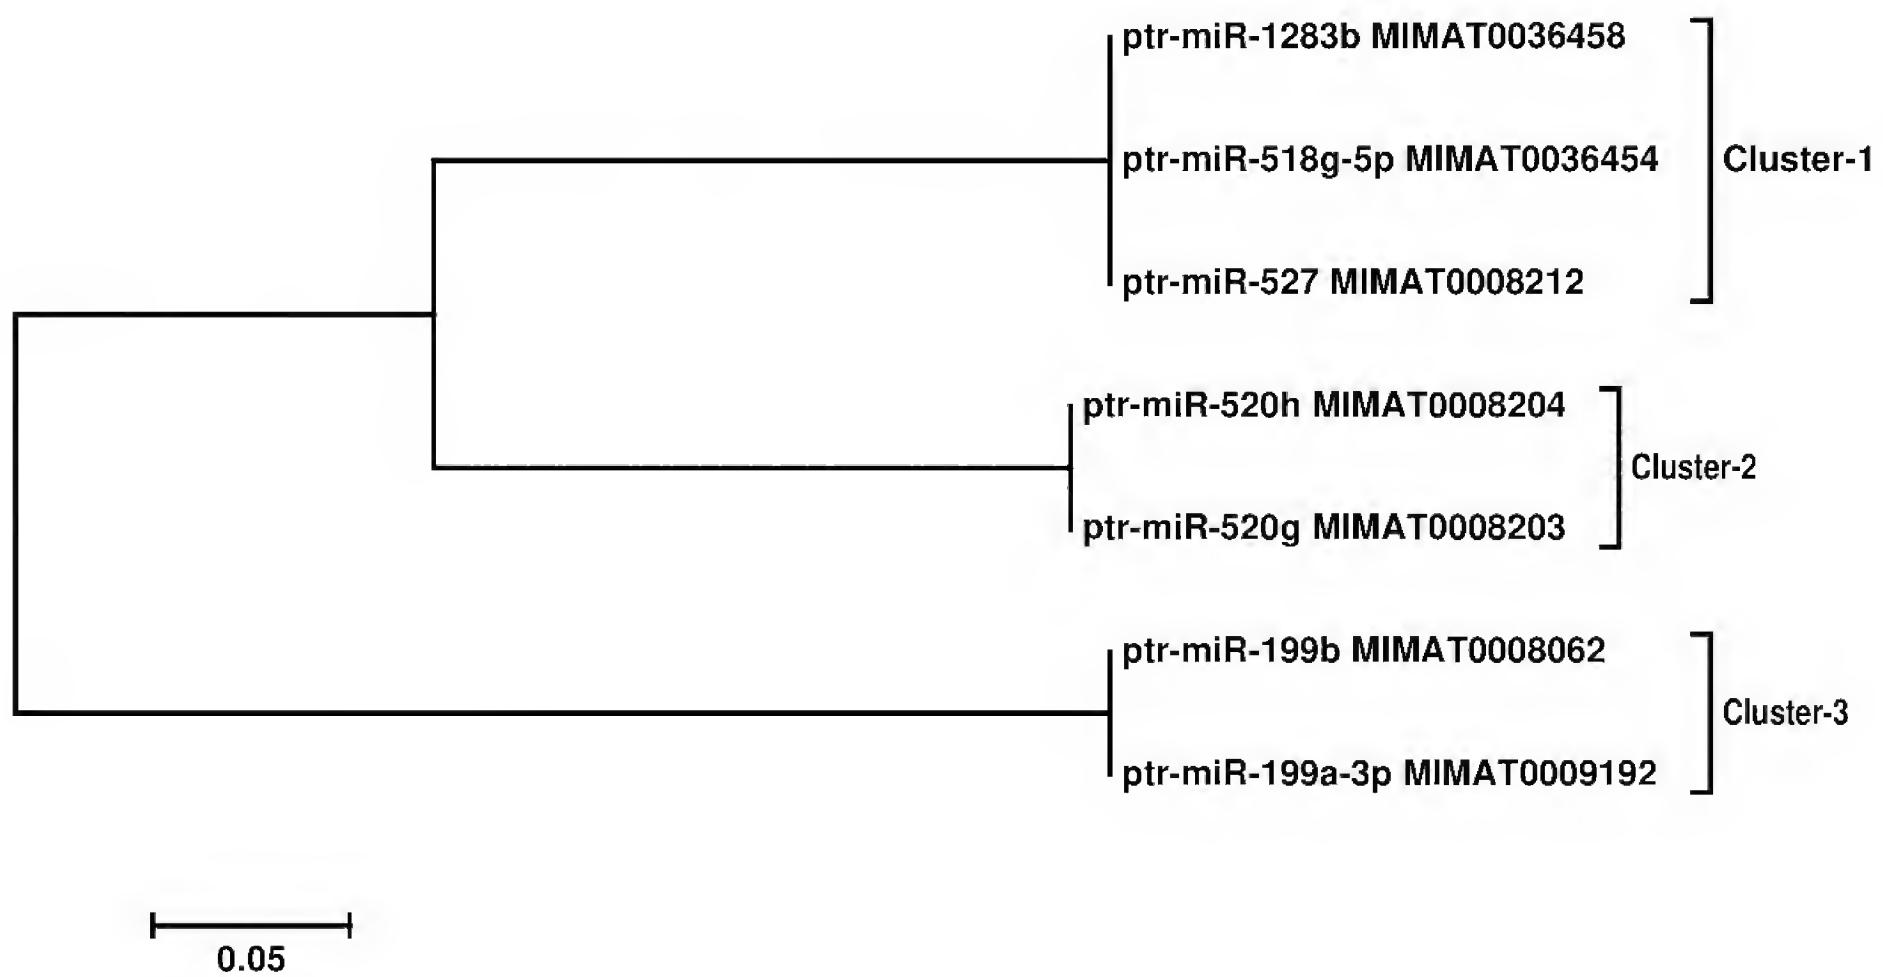 ptr-miR-1283b MIMAT0036458
ptr-miR-518g-5p MIMAT0036454
Cluster-1
ptr-miR-527 MIMAT0008212
ptr-miR-520h MIMAT0008204
Cluster-2
ptr-miR-520g MIMAT0008203
ptr-miR-199b MIMAT0008062
Cluster-3
ptr-miR-199a-3p MIMAT0009192
0.05